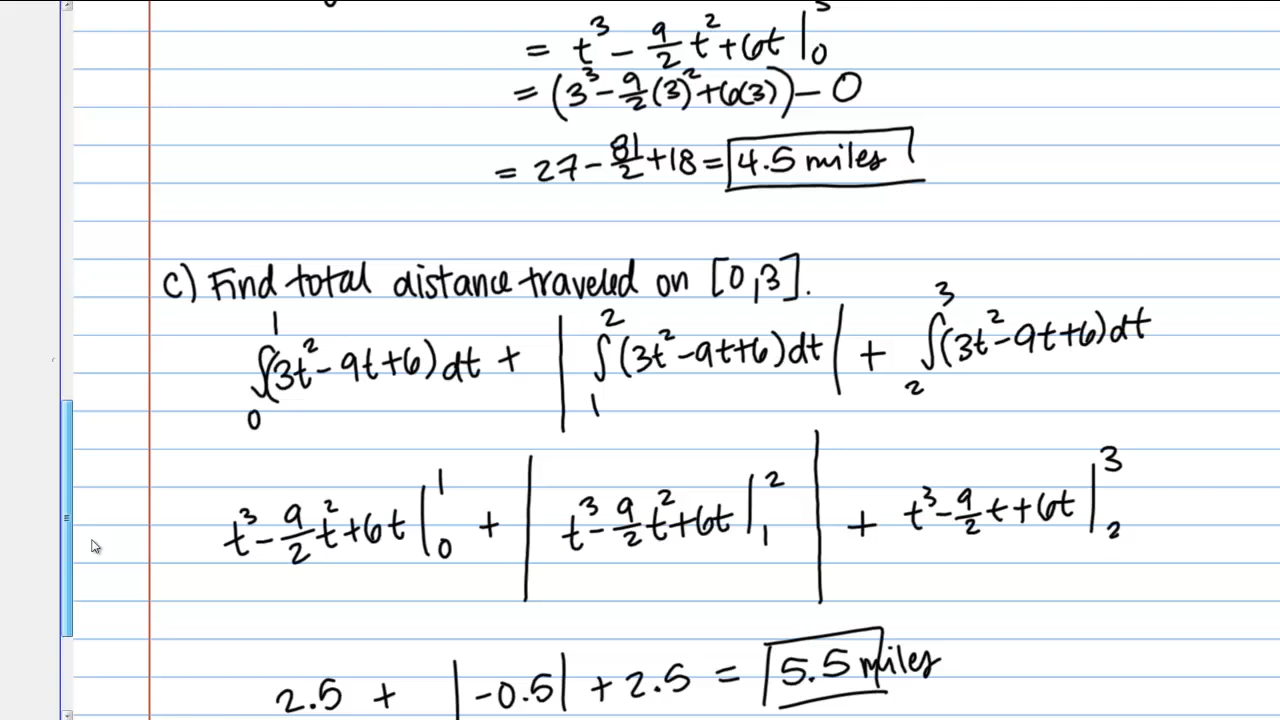 = t³ - 9/2 t² + 6t |₀³
= (3³ - 9/2 (3)² + 6(3)) - 0
= 27 - 81/2 + 18 = 4.5 miles
c) Find total distance traveled on [0,3].
∫₀¹(3t² - 9t + 6) dt + | ∫₁²(3t² - 9t + 6) dt | + ∫₂³(3t² - 9t + 6) dt
t³ - 9/2 t² + 6t |₀¹ + | t³ - 9/2 t² + 6t |₁² | + t³ - 9/2 t + 6t |₂³
2.5 + |-0.5| + 2.5 = 5.5 miles